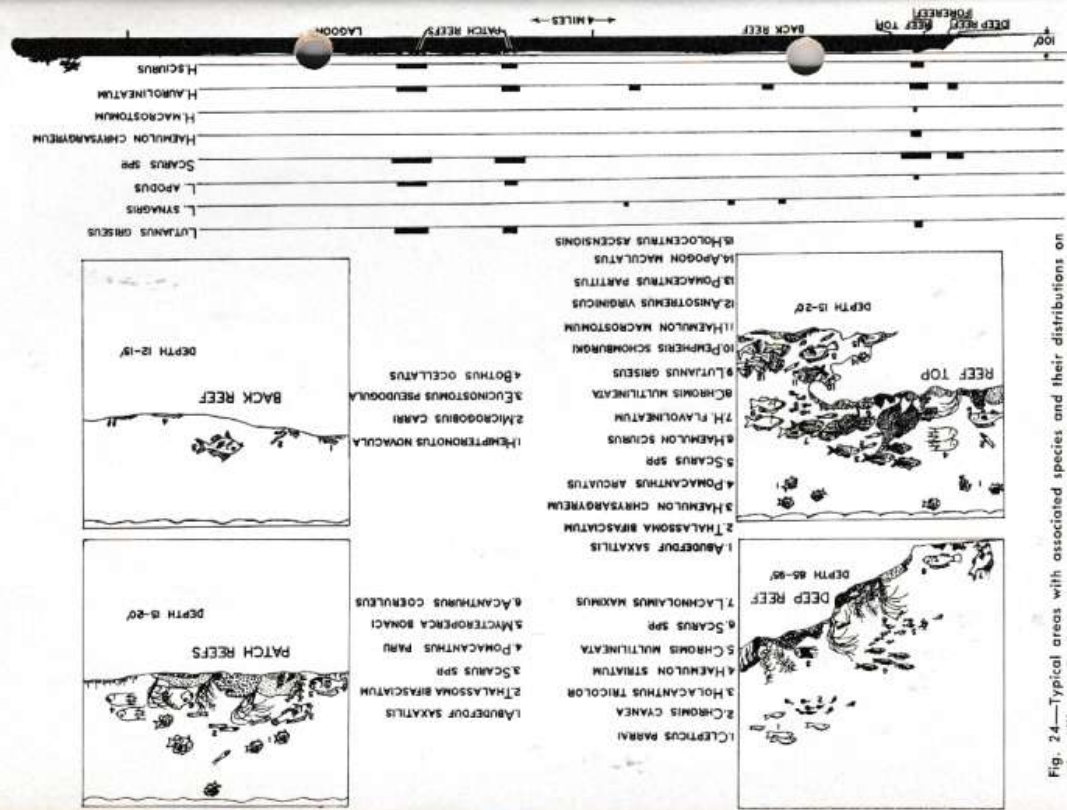 DEEP REEF
DEPTH 85-95'
1.CLEPTICUS PARRAI
2.CHROMIS CYANEA
3.HOLACANTHUS TRICOLOR
4.HAEMULON STRIATUM
5.CHROMIS MULTILINEATA
6.SCARUS SPP.
7.LACHNOLAIMUS MAXIMUS
1.ABUDEFDUF SAXATILIS
2.THALASSOMA BIFASCIATUM
3.SCARUS SPP.
4.POMACANTHUS PARU
5.MYCTEROPERCA BONACI
6.ACANTHURUS COERULEUS
PATCH REEFS
DEPTH 15-20'
REEF TOP
DEPTH 15-20'
1.ABUDEFDUF SAXATILIS
2.THALASSOMA BIFASCIATUM
3.HAEMULON CHRYSARGYREUM
4.POMACANTHUS ARCUATUS
5.SCARUS SPP.
6.HAEMULON SCIURUS
7.H. FLAVOLINEATUM
8.CHROMIS MULTILINEATA
9.LUTJANUS GRISEUS
10.PEMPHERIS SCHOMBURGKI
11.HAEMULON MACROSTOMUM
12.ANISOTREMUS VIRGINICUS
13.POMACENTRUS PARTITUS
14.APOGON MACULATUS
15.HOLOCENTRUS ASCENSIONIS
1.HEMIPTERONOTUS NOVACULA
2.MICROGOBIUS CARRI
3.EUCINOSTOMUS PSEUDOGULA
4.BOTHUS OCELLATUS
BACK REEF
DEPTH 12-15'
LUTJANUS GRISEUS
L. SYNAGRIS
L. APODUS
SCARUS SPP.
HAEMULON CHRYSARGYREUM
H.MACROSTOMUM
H.AUROLINEATUM
H.SCIURUS
100'
DEEP REEF
FOREREEF
REEF TOP
BACK REEF
4 MILES
PATCH REEFS
LAGOON
Fig. 24—Typical areas with associated species and their distributions on